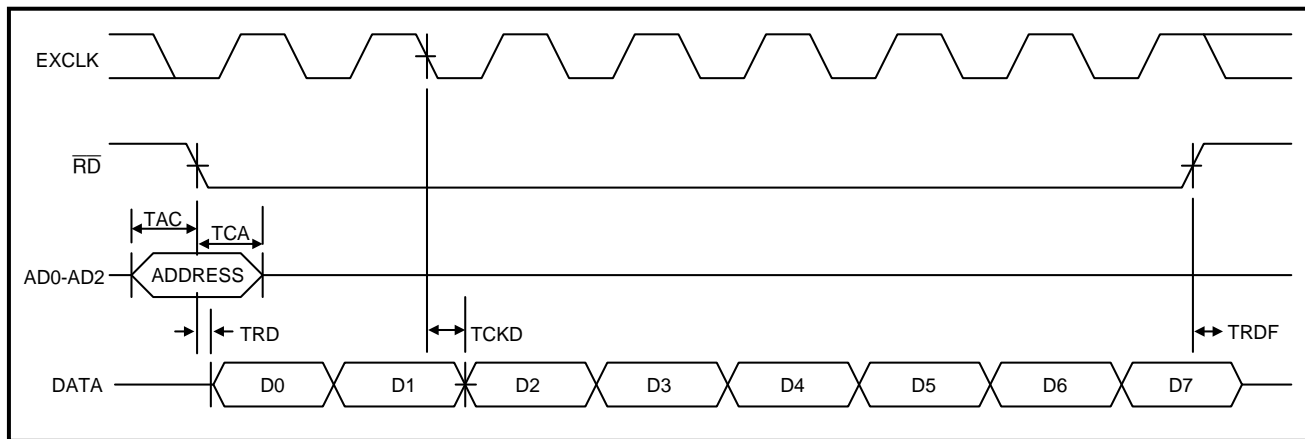 EXCLK
RD
TAC
TCA
AD0-AD2
ADDRESS
TRD
TCKD
TRDF
DATA
D0 D1 D2 D3 D4 D5 D6 D7